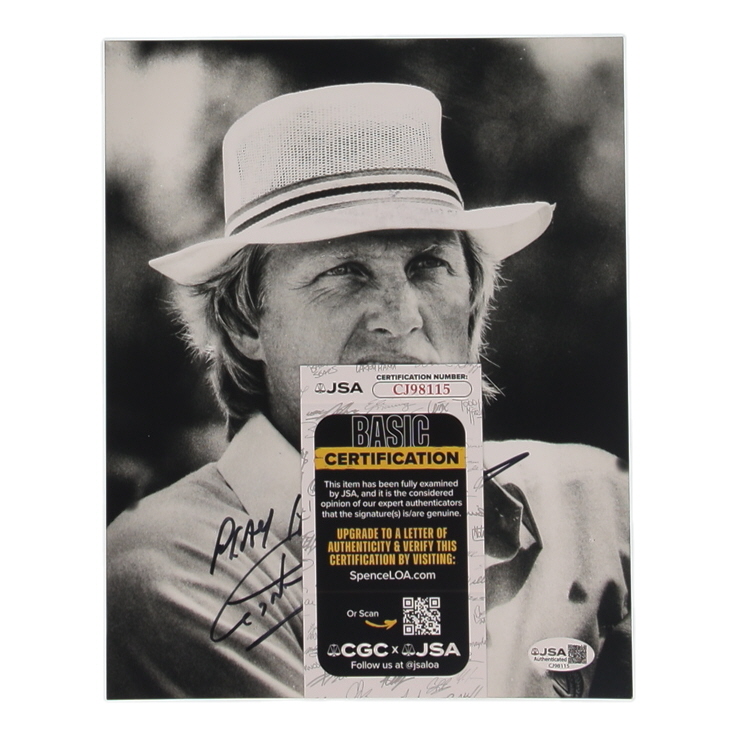 JSA
CERTIFICATION NUMBER:
CJ98115
BASIC
CERTIFICATION
This item has been fully examined
by JSA, and it is the considered
opinion of our expert authenticators
that the signature(s) is/are genuine.
UPGRADE TO A LETTER OF
AUTHENTICITY & VERIFY THIS
CERTIFICATION BY VISITING:
SpenceLOA.com
Or Scan
CGC x JSA
Follow us at @jsaloa
PLAY
JSA
Authenticated
CJ98115